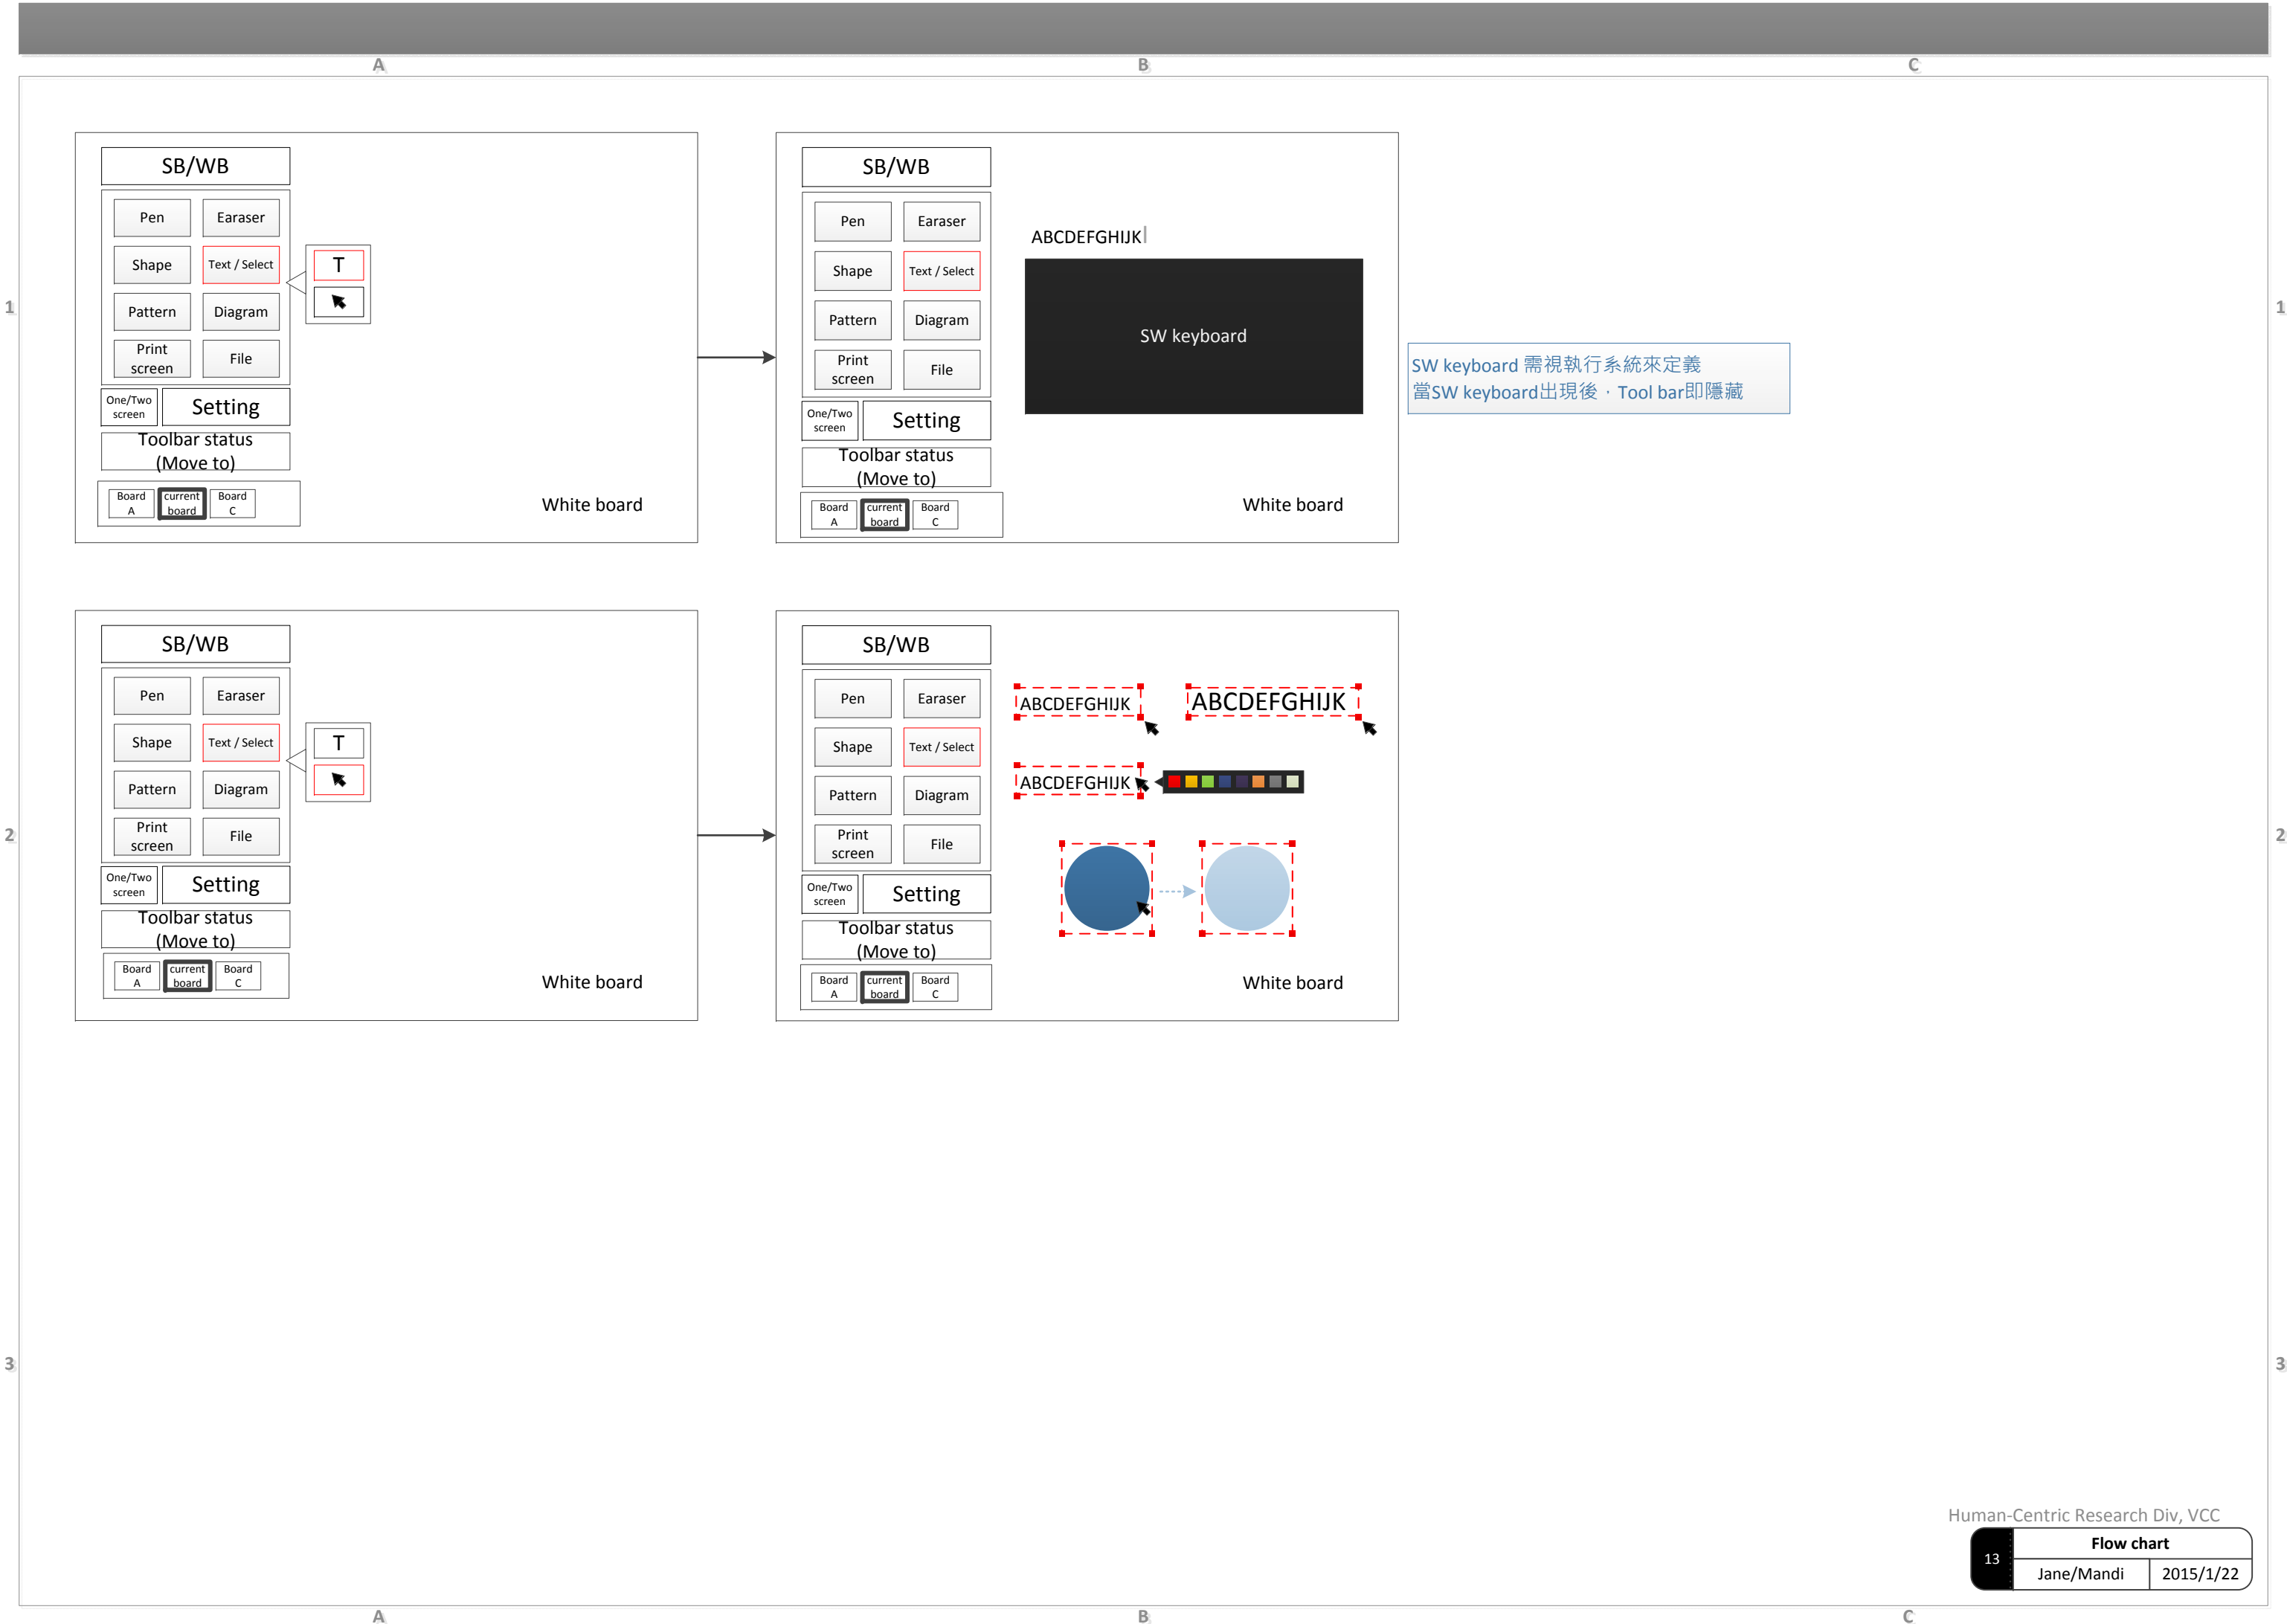 A
B
C
SB/WB
Pen
Earaser
Shape
Text / Select
T
Pattern
Diagram
Print
screen
File
One/Two
screen
Setting
Toolbar status
(Move to)
Board
A
current
board
Board
C
White board
SB/WB
Pen
Earaser
Shape
Text / Select
Pattern
Diagram
Print
screen
File
One/Two
screen
Setting
Toolbar status
(Move to)
Board
A
current
board
Board
C
ABCDEFGHIJK
SW keyboard
White board
SW keyboard 需視執行系統來定義
當SW keyboard出現後，Tool bar即隱藏
1
1
SB/WB
Pen
Earaser
Shape
Text / Select
T
Pattern
Diagram
Print
screen
File
One/Two
screen
Setting
Toolbar status
(Move to)
Board
A
current
board
Board
C
White board
SB/WB
Pen
Earaser
Shape
Text / Select
Pattern
Diagram
Print
screen
File
One/Two
screen
Setting
Toolbar status
(Move to)
Board
A
current
board
Board
C
ABCDEFGHIJK
ABCDEFGHIJK
ABCDEFGHIJK
White board
2
2
3
3
Human-Centric Research Div, VCC
13
Flow chart
Jane/Mandi
2015/1/22
A
B
C